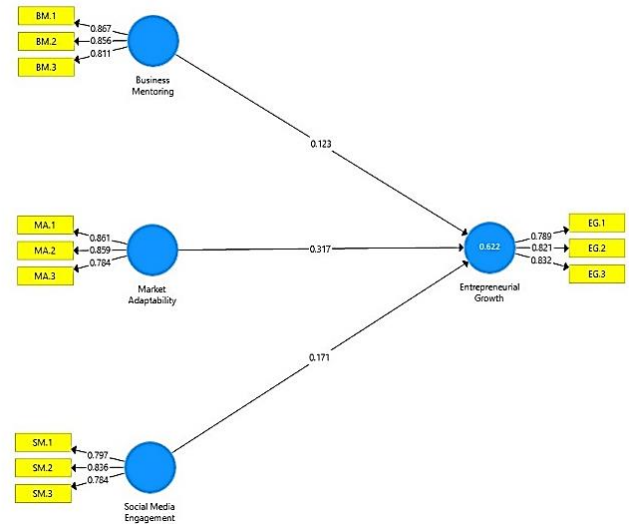 BM.1
0.867
BM.2
0.856
BM.3
0.811
Business
Mentoring
0.123
MA.1
0.861
MA.2
0.859
MA.3
0.784
Market
Adaptability
0.317
0.622
Entrepreneurial
Growth
EG.1
0.789
EG.2
0.821
EG.3
0.832
0.171
SM.1
0.797
SM.2
0.836
SM.3
0.784
Social Media
Engagement